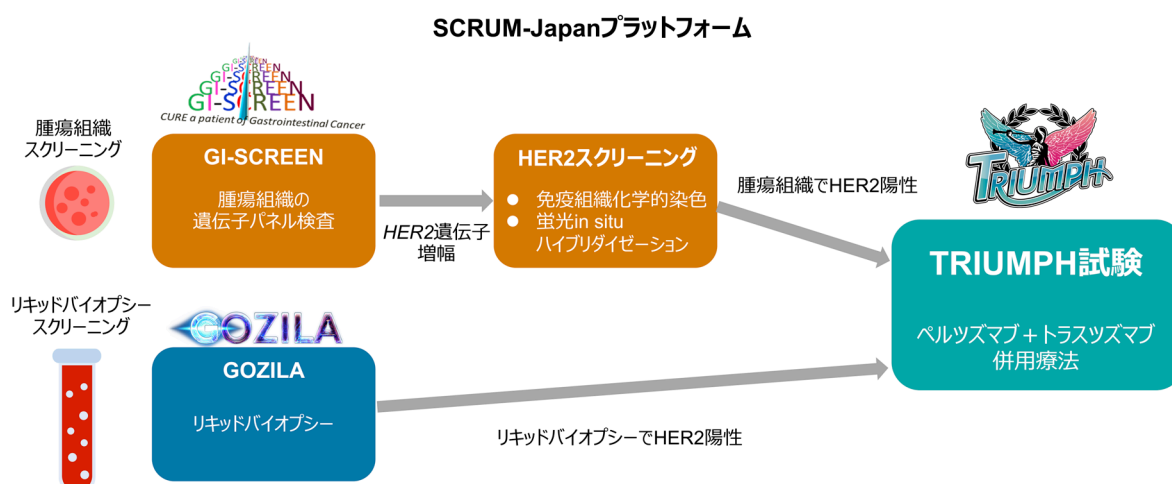 SCRUM-Japanプラットフォーム
GI-SCREEN
GI-SCREEN
GI-SCREEN
GI-SCREEN
GI-SCREEN
CURE a patient of Gastrointestinal Cancer
腫瘍組織
スクリーニング
GI-SCREEN
腫瘍組織の
遺伝子パネル検査
HER2遺伝子
増幅
HER2スクリーニング
● 免疫組織化学的染色
● 蛍光in situ
ハイブリダイゼーション
腫瘍組織でHER2陽性
TRIUMPH
TRIUMPH試験
ペルツズマブ+トラスツズマブ
併用療法
リキッドバイオプシー
スクリーニング
GOZILA
GOZILA
リキッドバイオプシー
リキッドバイオプシーでHER2陽性